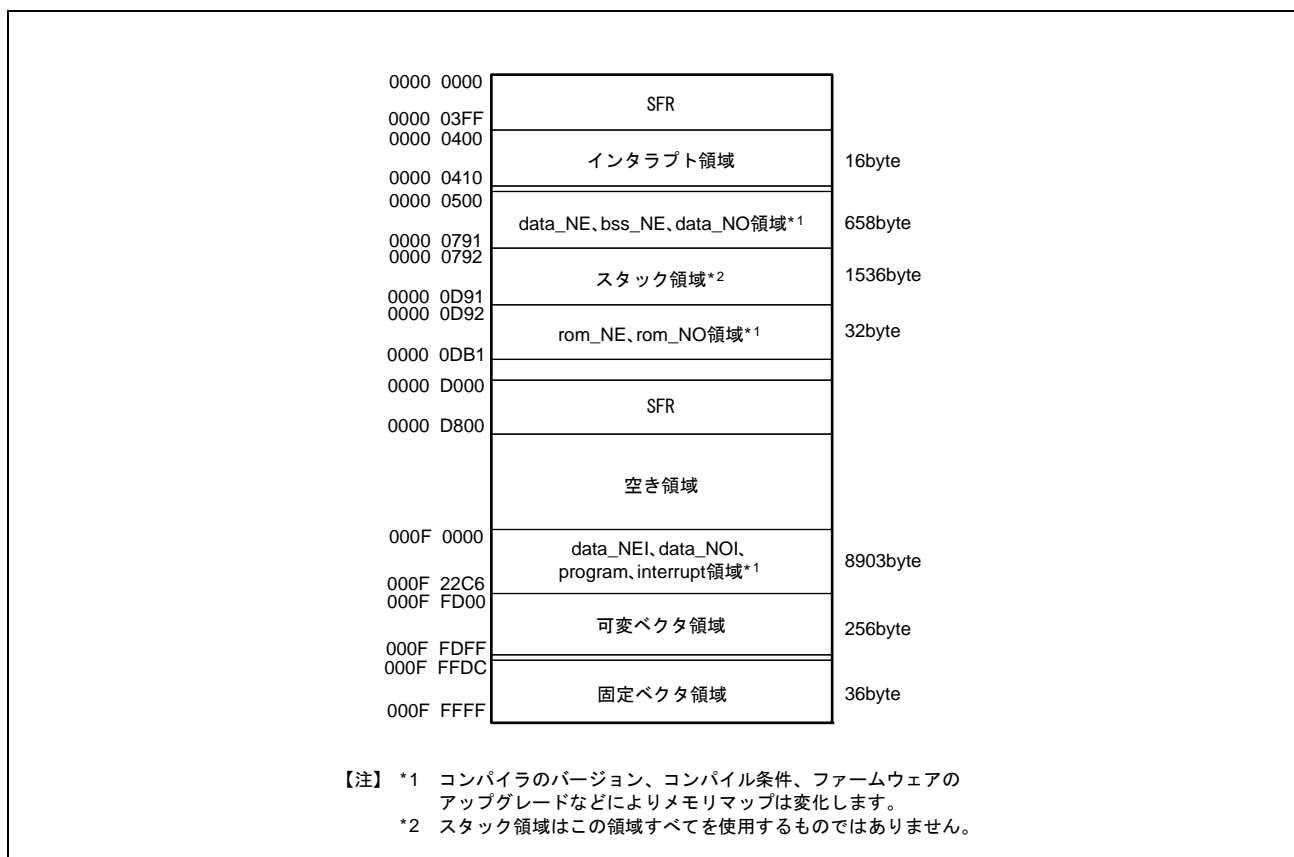 0000 0000
SFR
0000 03FF
0000 0400
インタラプト領域
16byte
0000 0410
0000 0500
data_NE、bss_NE、data_NO領域*1
658byte
0000 0791
0000 0792
スタック領域*2
1536byte
0000 0D91
0000 0D92
rom_NE、rom_NO領域*1
32byte
0000 0DB1
0000 D000
SFR
0000 D800
空き領域
000F 0000
data_NEI、data_NOI、
program、interrupt領域*1
8903byte
000F 22C6
000F FD00
可変ベクタ領域
256byte
000F FDFF
000F FFDC
固定ベクタ領域
36byte
000F FFFF
【注】 *1 コンパイラのバージョン、コンパイル条件、ファームウェアの
アップグレードなどによりメモリマップは変化します。
*2 スタック領域はこの領域すべてを使用するものではありません。